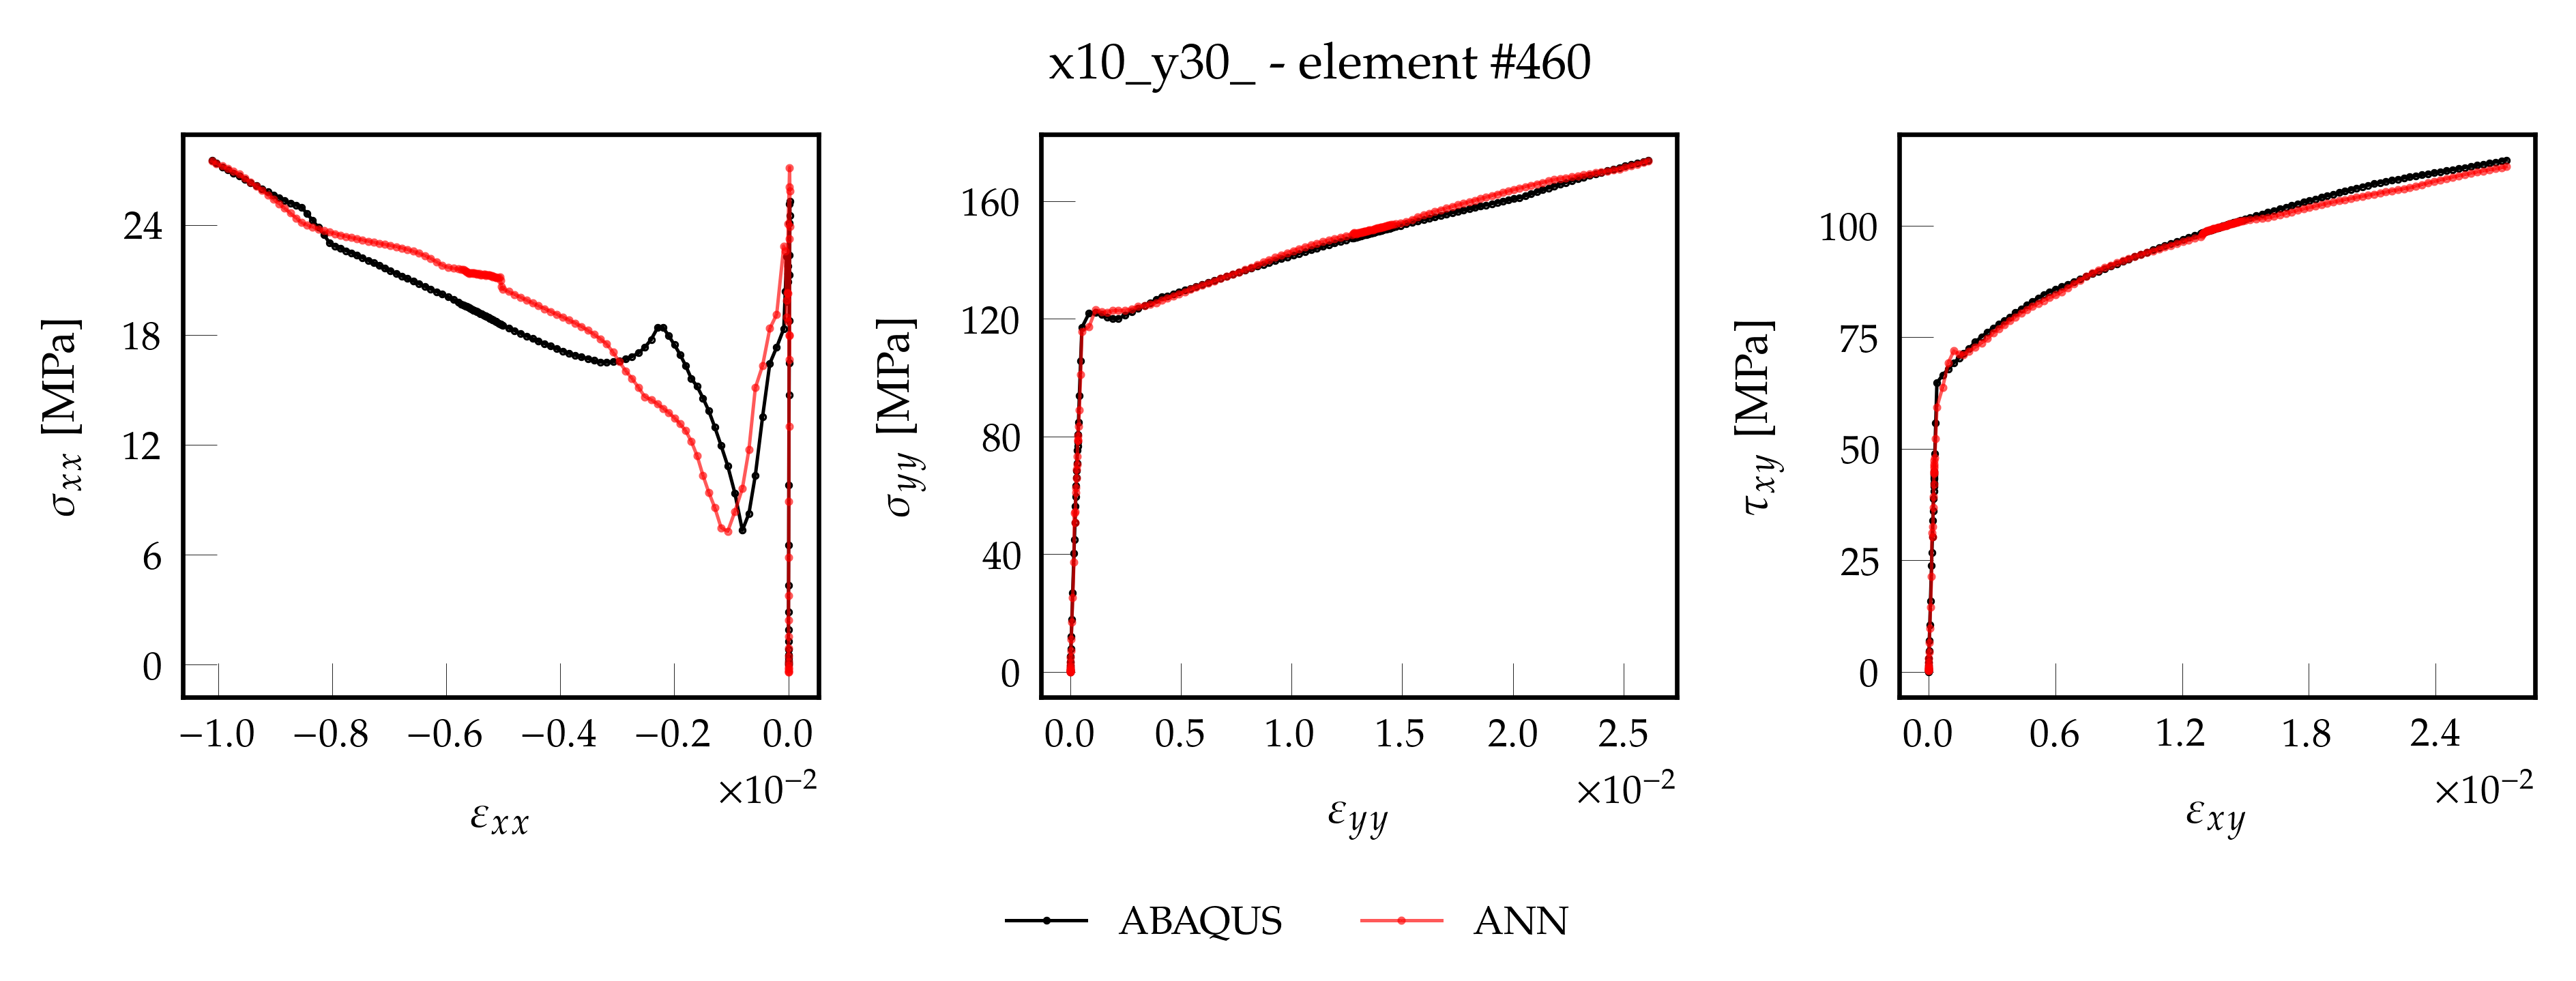 x10_y30_ - element #460
σxx [MPa]
24
18
12
6
0
−1.0 −0.8 −0.6 −0.4 −0.2 0.0
×10−2
εxx
σyy [MPa]
160
120
80
40
0
0.0 0.5 1.0 1.5 2.0 2.5
×10−2
εyy
τxy [MPa]
100
75
50
25
0
0.0 0.6 1.2 1.8 2.4
×10−2
εxy
ABAQUS ANN